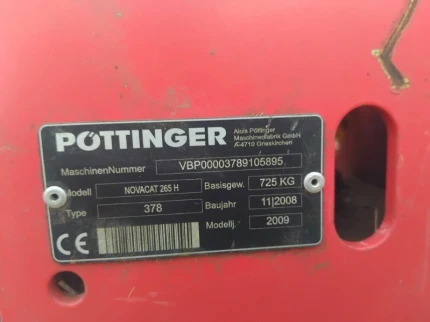 PÖTTINGER
Alois Pöttinger
Maschinenfabrik GmbH
A-4710 Grieskirchen
MaschinenNummer VBP00003789105895
Modell NOVACAT 265 H Basisgew. 725 KG
Type 378 Baujahr 11|2008
CE Modellj. 2009